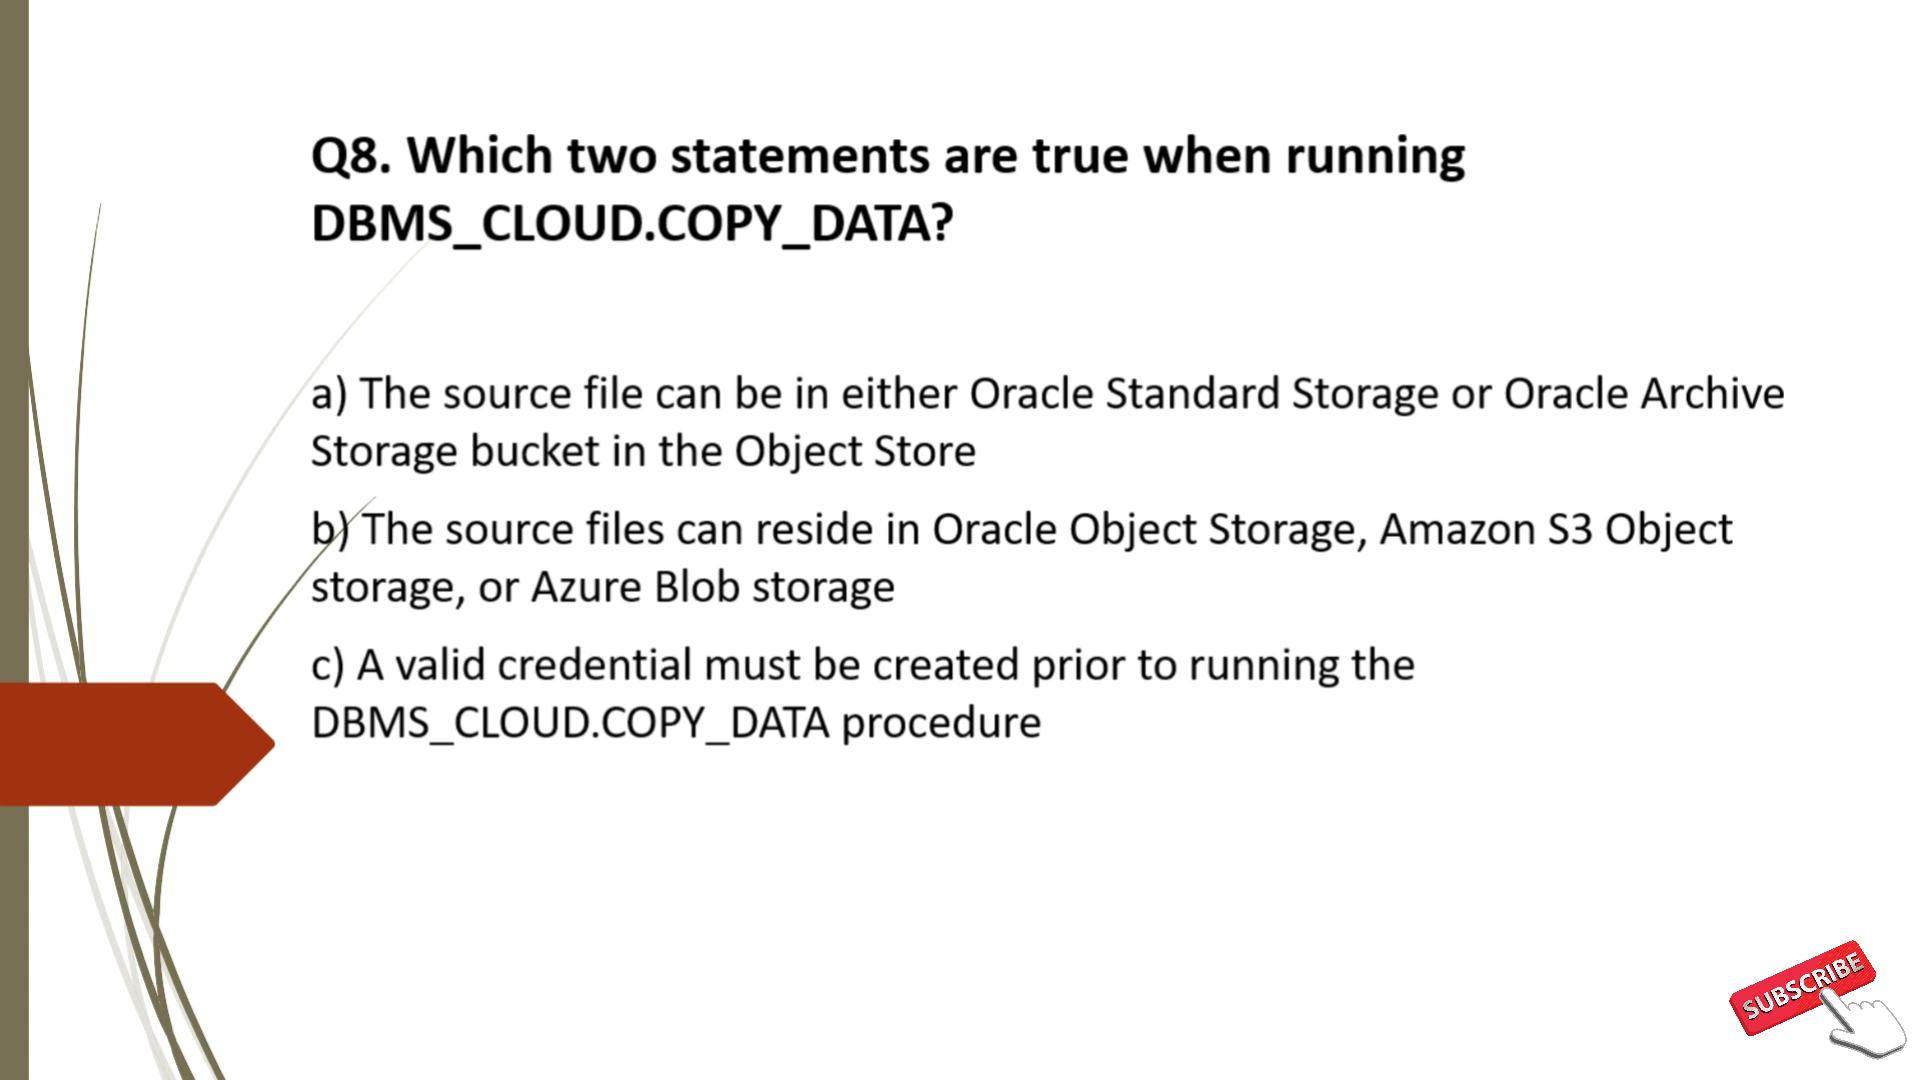 Q8. Which two statements are true when running
DBMS_CLOUD.COPY_DATA?
a) The source file can be in either Oracle Standard Storage or Oracle Archive
Storage bucket in the Object Store
b) The source files can reside in Oracle Object Storage, Amazon S3 Object
storage, or Azure Blob storage
c) A valid credential must be created prior to running the
DBMS_CLOUD.COPY_DATA procedure
SUBSCRIBE